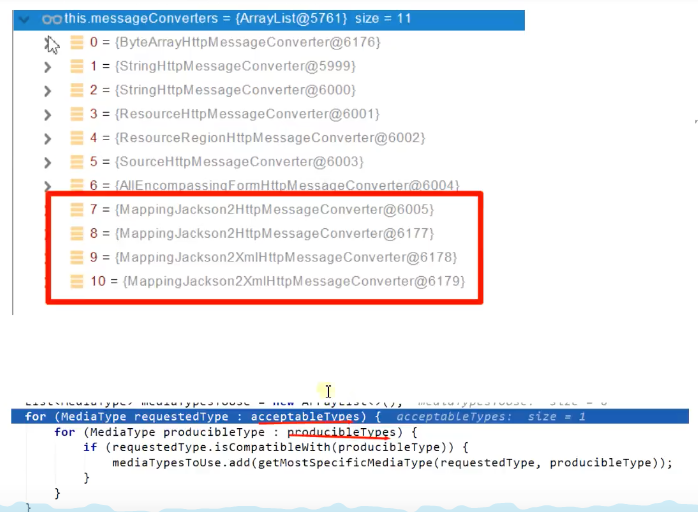 this.messageConverters = {ArrayList@5761} size = 11
0 = {ByteArrayHttpMessageConverter@6176}
1 = {StringHttpMessageConverter@5999}
2 = {StringHttpMessageConverter@6000}
3 = {ResourceHttpMessageConverter@6001}
4 = {ResourceRegionHttpMessageConverter@6002}
5 = {SourceHttpMessageConverter@6003}
6 = {AllEncompassingFormHttpMessageConverter@6004}
7 = {MappingJackson2HttpMessageConverter@6005}
8 = {MappingJackson2HttpMessageConverter@6177}
9 = {MappingJackson2XmlHttpMessageConverter@6178}
10 = {MappingJackson2XmlHttpMessageConverter@6179}
List<MediaType> mediaTypesToUse = new ArrayList<>(); mediaTypesToUse: size = 0
for (MediaType requestedType : acceptableTypes) { acceptableTypes: size = 1
for (MediaType producibleType : producibleTypes) {
if (requestedType.isCompatibleWith(producibleType)) {
mediaTypesToUse.add(getMostSpecificMediaType(requestedType, producibleType));
}
}
}